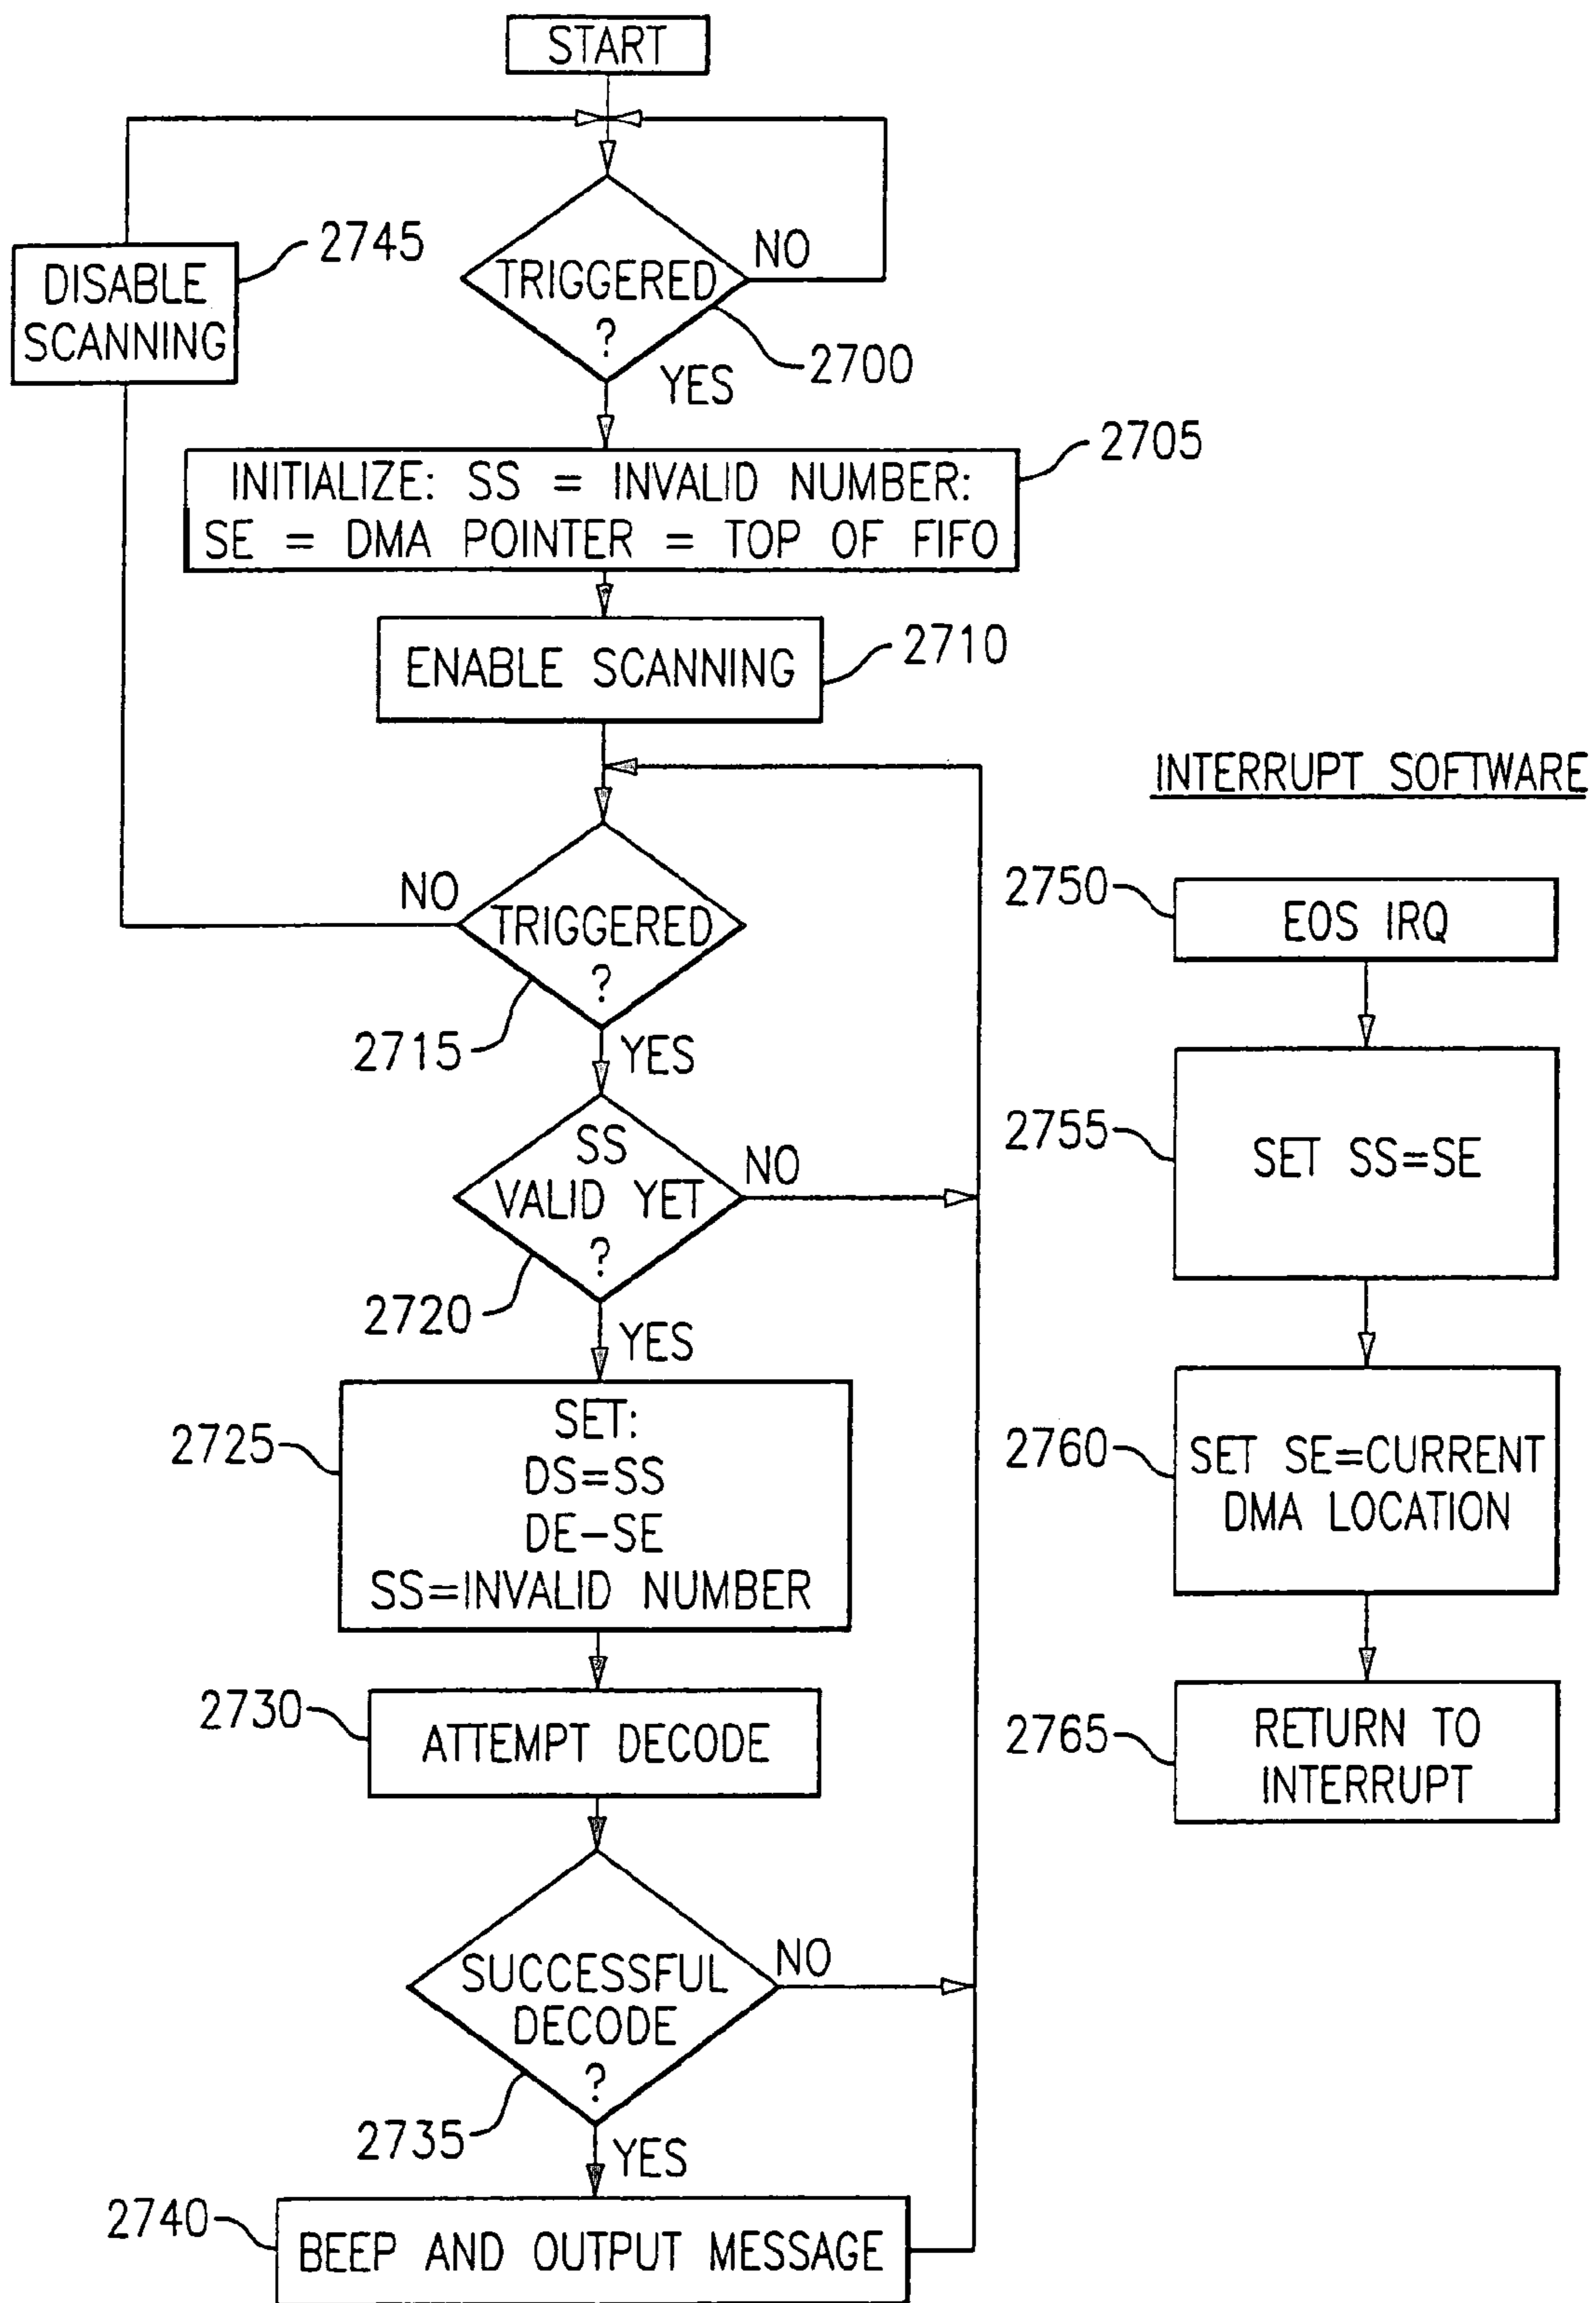 START
2745
DISABLE
SCANNING
NO
TRIGGERED
?
2700
YES
2705
INITIALIZE: SS = INVALID NUMBER:
SE = DMA POINTER = TOP OF FIFO
2710
ENABLE SCANNING
NO
TRIGGERED
?
2715
YES
SS
VALID YET
?
NO
2720
YES
2725
SET:
DS=SS
DE-SE
SS=INVALID NUMBER
2730
ATTEMPT DECODE
SUCCESSFUL
DECODE
?
NO
2735
YES
2740
BEEP AND OUTPUT MESSAGE
INTERRUPT SOFTWARE
2750
EOS IRQ
2755
SET SS=SE
2760
SET SE=CURRENT
DMA LOCATION
2765
RETURN TO
INTERRUPT